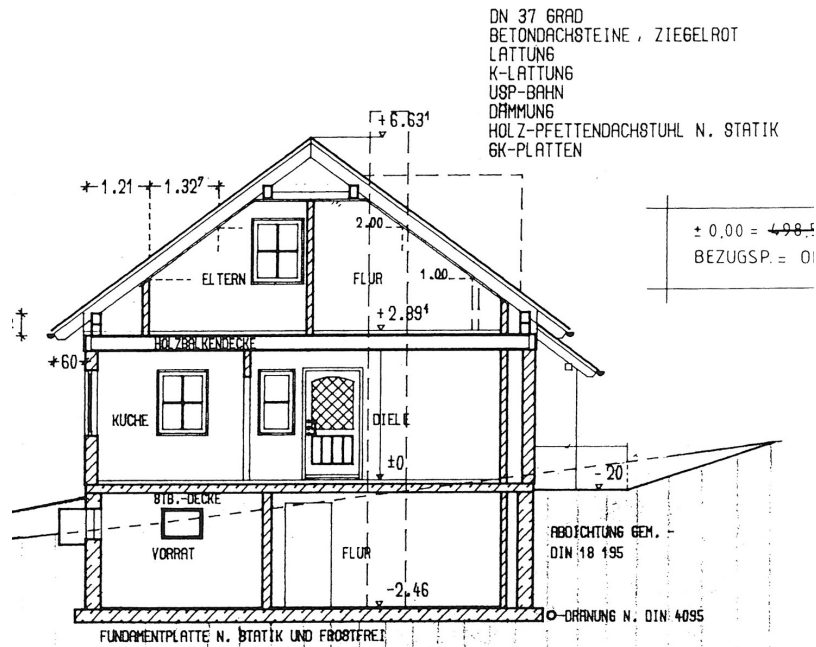 DN 37 GRAD
BETONDACHSTEINE , ZIEGELROT
LATTUNG
K-LATTUNG
USP-BAHN
DÄMMUNG
HOLZ-PFETTENDACHSTUHL N. STATIK
GK-PLATTEN
+6.63⁴
1.21 1.32⁷
2.00
± 0,00 =
BEZUGSP. =
ELTERN FLUR 1.00
+2.89⁴
HOLZBALKENDECKE
60
KÜCHE DIELE
±0
-20
STB.-DECKE
VORRAT FLUR
ABDICHTUNG GEM. -
DIN 18 195
-2.46
DRÄNUNG N. DIN 4095
FUNDAMENTPLATTE N. STATIK UND FROSTFREI